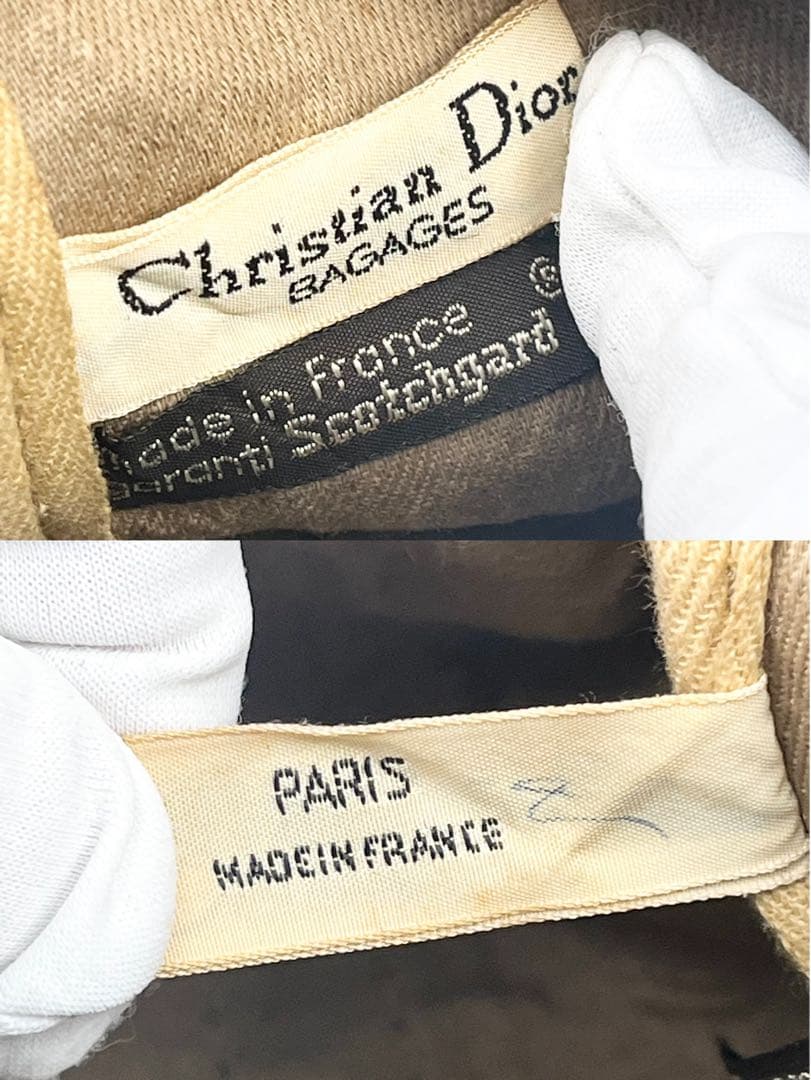 Christian Dior
BAGAGES
made in France
garanti Scotchgard
PARIS
MADE IN FRANCE